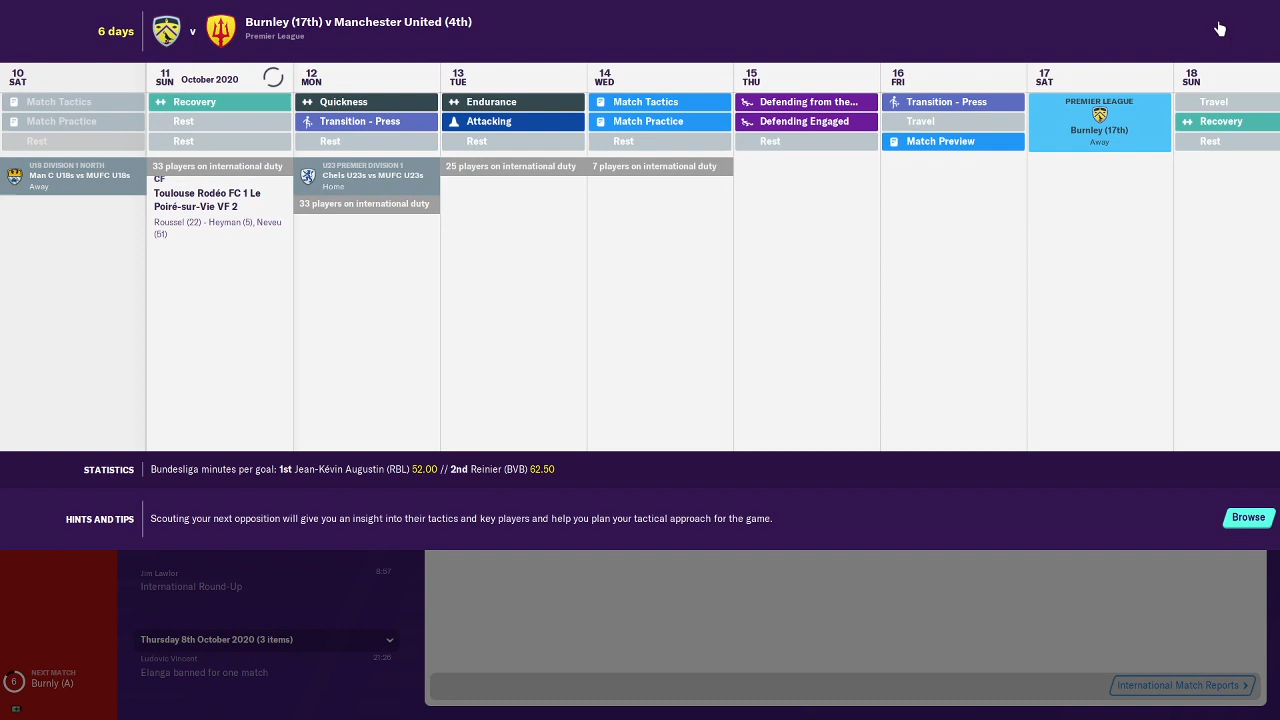 6 days
v
Burnley (17th) v Manchester United (4th)
Premier League
10
SAT
11
SUN
October 2020
12
MON
13
TUE
14
WED
15
THU
16
FRI
17
SAT
18
SUN
Match Tactics
Match Practice
Rest
Recovery
Rest
Rest
Quickness
Transition - Press
Rest
Endurance
Attacking
Rest
Match Tactics
Match Practice
Rest
Defending from the...
Defending Engaged
Rest
Transition - Press
Travel
Match Preview
PREMIER LEAGUE
Burnley (17th)
Away
Travel
Recovery
Rest
U18 DIVISION 1 NORTH
Man C U18s vs MUFC U18s
Away
33 players on international duty
CF
Toulouse Rodéo FC 1 Le
Poiré-sur-Vie VF 2
Roussel (22) - Heyman (5), Neveu
(51)
U23 PREMIER DIVISION 1
Chels U23s vs MUFC U23s
Home
33 players on international duty
25 players on international duty
7 players on international duty
STATISTICS
Bundesliga minutes per goal: 1st Jean-Kévin Augustin (RBL) 52.00 // 2nd Reinier (BVB) 62.50
HINTS AND TIPS
Scouting your next opposition will give you an insight into their tactics and key players and help you plan your tactical approach for the game.
Browse
Jim Lawlor
8:57
International Round-Up
Thursday 8th October 2020 (3 items)
Ludovic Vincent
21:26
Elanga banned for one match
6
NEXT MATCH
Burnly (A)
International Match Reports